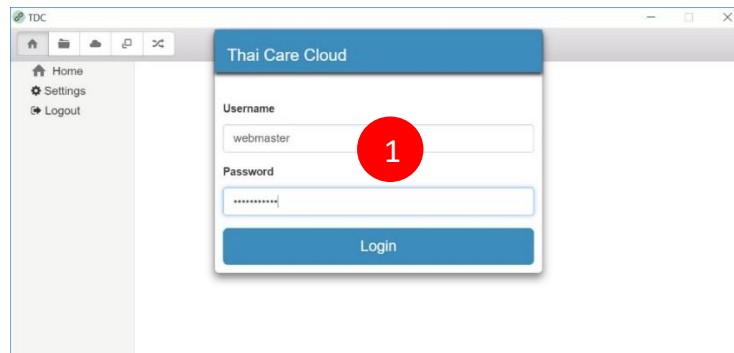 TDC
Thai Care Cloud
Home
Settings
Logout
Username
webmaster
1
Password
•••••••••••
Login